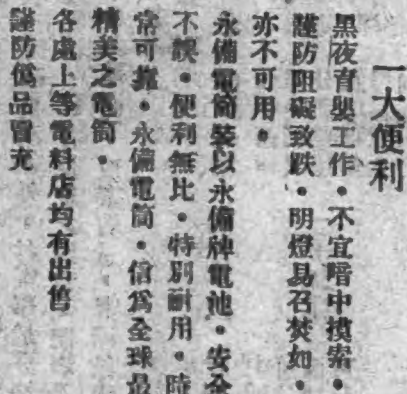 一大便利
黑夜育嬰工作。不宜暗中摸索。
謹防阻礙致跌。明燈易召焚如。
亦不可用。
永備電筒裝以永備牌電池。安全
不誤。便利無比。特別耐用。時
常可靠。永備電筒。信為全球最
精美之電筒。
各處上等電料店均有出售
謹防僞品冒充